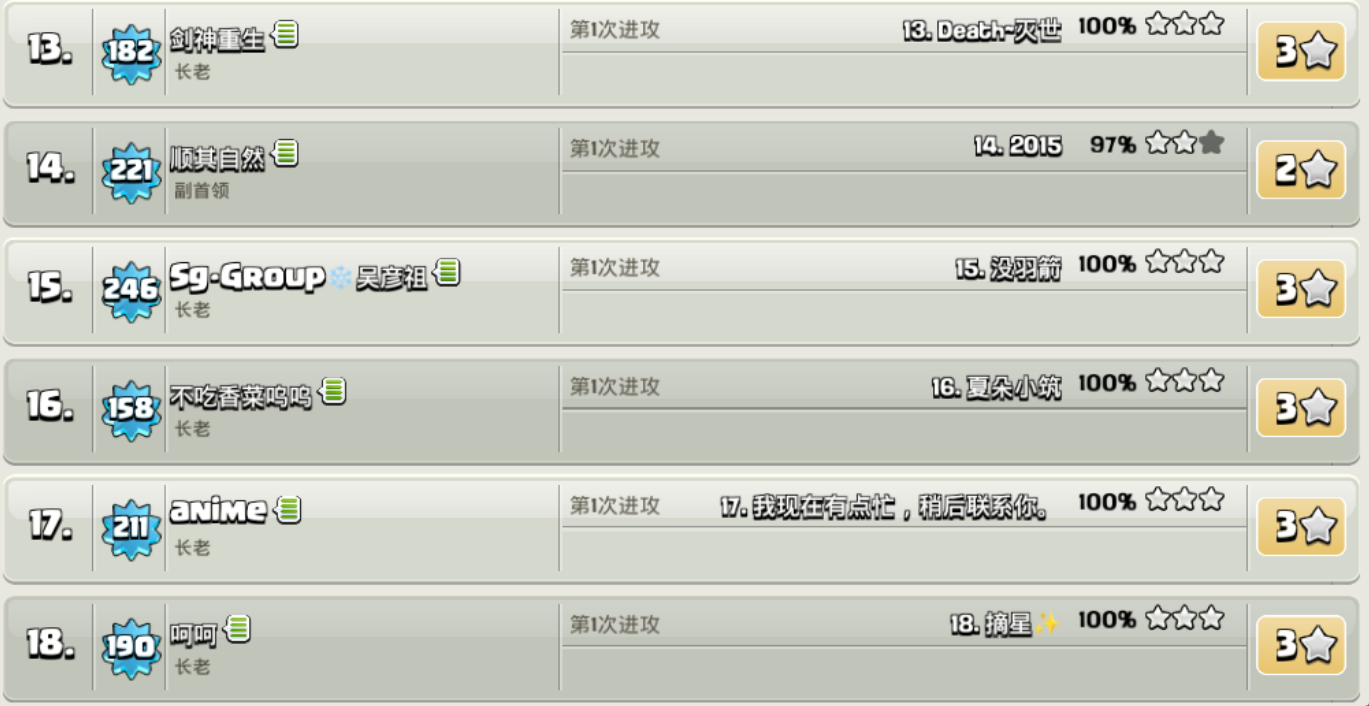 13. 182 剑神重生 第1次进攻 13. Death~灭世 100% 3
长老
14. 221 顺其自然 第1次进攻 14. 2015 97% 2
副首领
15. 246 Sg-Group❄️吴彦祖 第1次进攻 15. 没羽箭 100% 3
长老
16. 158 不吃香菜呜呜 第1次进攻 16. 夏朵小筑 100% 3
长老
17. 211 anime 第1次进攻 17. 我现在有点忙，稍后联系你。 100% 3
长老
18. 190 呵呵 第1次进攻 18. 摘星✨ 100% 3
长老